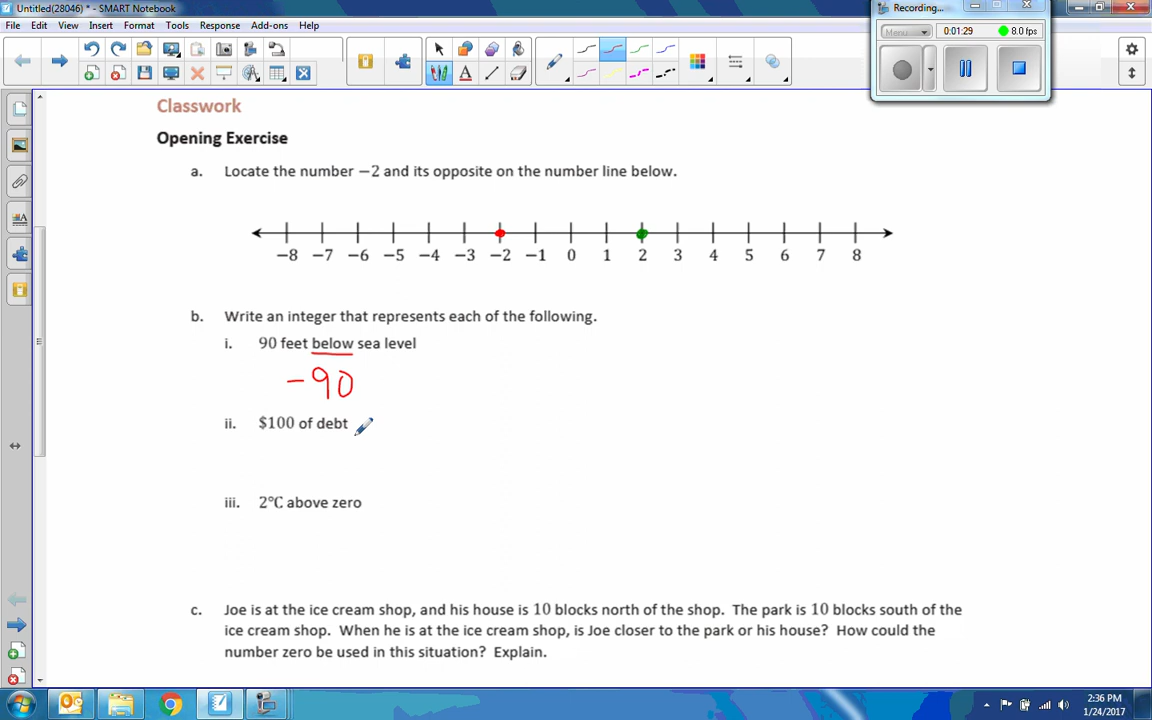 Untitled(28046) * - SMART Notebook
File Edit View Insert Format Tools Response Add-ons Help
Recording...
Menu 0:01:29 8.0 fps
Classwork
Opening Exercise
a. Locate the number −2 and its opposite on the number line below.
−8 −7 −6 −5 −4 −3 −2 −1 0 1 2 3 4 5 6 7 8
b. Write an integer that represents each of the following.
i. 90 feet below sea level
-90
ii. $100 of debt
iii. 2℃ above zero
c. Joe is at the ice cream shop, and his house is 10 blocks north of the shop. The park is 10 blocks south of the
ice cream shop. When he is at the ice cream shop, is Joe closer to the park or his house? How could the
number zero be used in this situation? Explain.
2:36 PM
1/24/2017